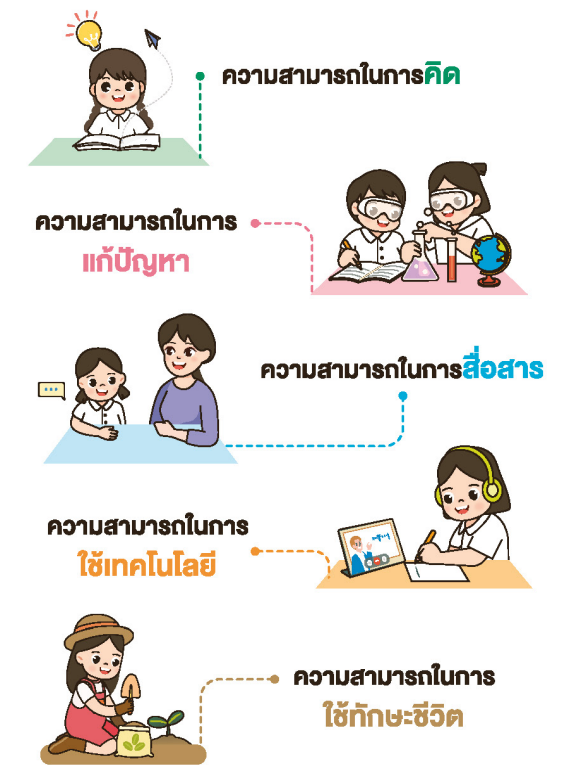 ความสามารถในการคิด
ความสามารถในการ
แก้ปัญหา
ความสามารถในการสื่อสาร
ความสามารถในการ
ใช้เทคโนโลยี
ความสามารถในการ
ใช้ทักษะชีวิต